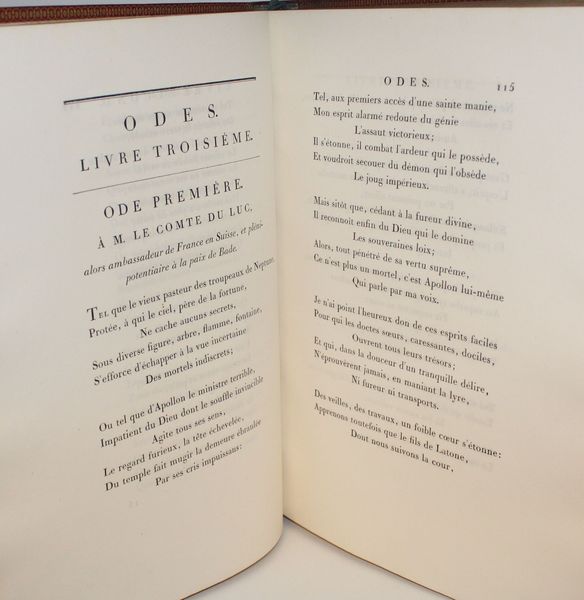 ODES.
LIVRE TROISIÉME.
ODE PREMIÈRE.
À M. LE COMTE DU LUC,
alors ambassadeur de France en Suisse, et pléni-
potentiaire à la paix de Bade.
TEL que le vieux pasteur des troupeaux de Neptune,
Protée, à qui le ciel, père de la fortune,
Ne cache aucuns secrets,
Sous diverse figure, arbre, flamme, fontaine,
S'efforce d'échapper à la vue incertaine
Des mortels indiscrets;
Ou tel que d'Apollon le ministre terrible,
Impatient du Dieu dont le souffle invincible
Agite tous ses sens,
Le regard furieux, la tête échevelée,
Du temple fait mugir la demeure ébranlée
Par ses cris impuissans:
ODES. 115
Tel, aux premiers accès d'une sainte manie,
Mon esprit alarmé redoute du génie
L'assaut victorieux;
Il s'étonne, il combat l'ardeur qui le possède,
Et voudroit secouer du démon qui l'obsède
Le joug impérieux.
Mais sitôt que, cédant à la fureur divine,
Il reconnoit enfin du Dieu qui le domine
Les souveraines loix;
Alors, tout pénétré de sa vertu suprême,
Ce n'est plus un mortel, c'est Apollon lui-même
Qui parle par ma voix.
Je n'ai point l'heureux don de ces esprits faciles
Pour qui les doctes sœurs, caressantes, dociles,
Ouvrent tous leurs trésors;
Et qui, dans la douceur d'un tranquille délire,
N'éprouvèrent jamais, en maniant la lyre,
Ni fureur ni transports.
Des veilles, des travaux, un foible cœur s'étonne:
Apprenons toutefois que le fils de Latone,
Dont nous suivons la cour,